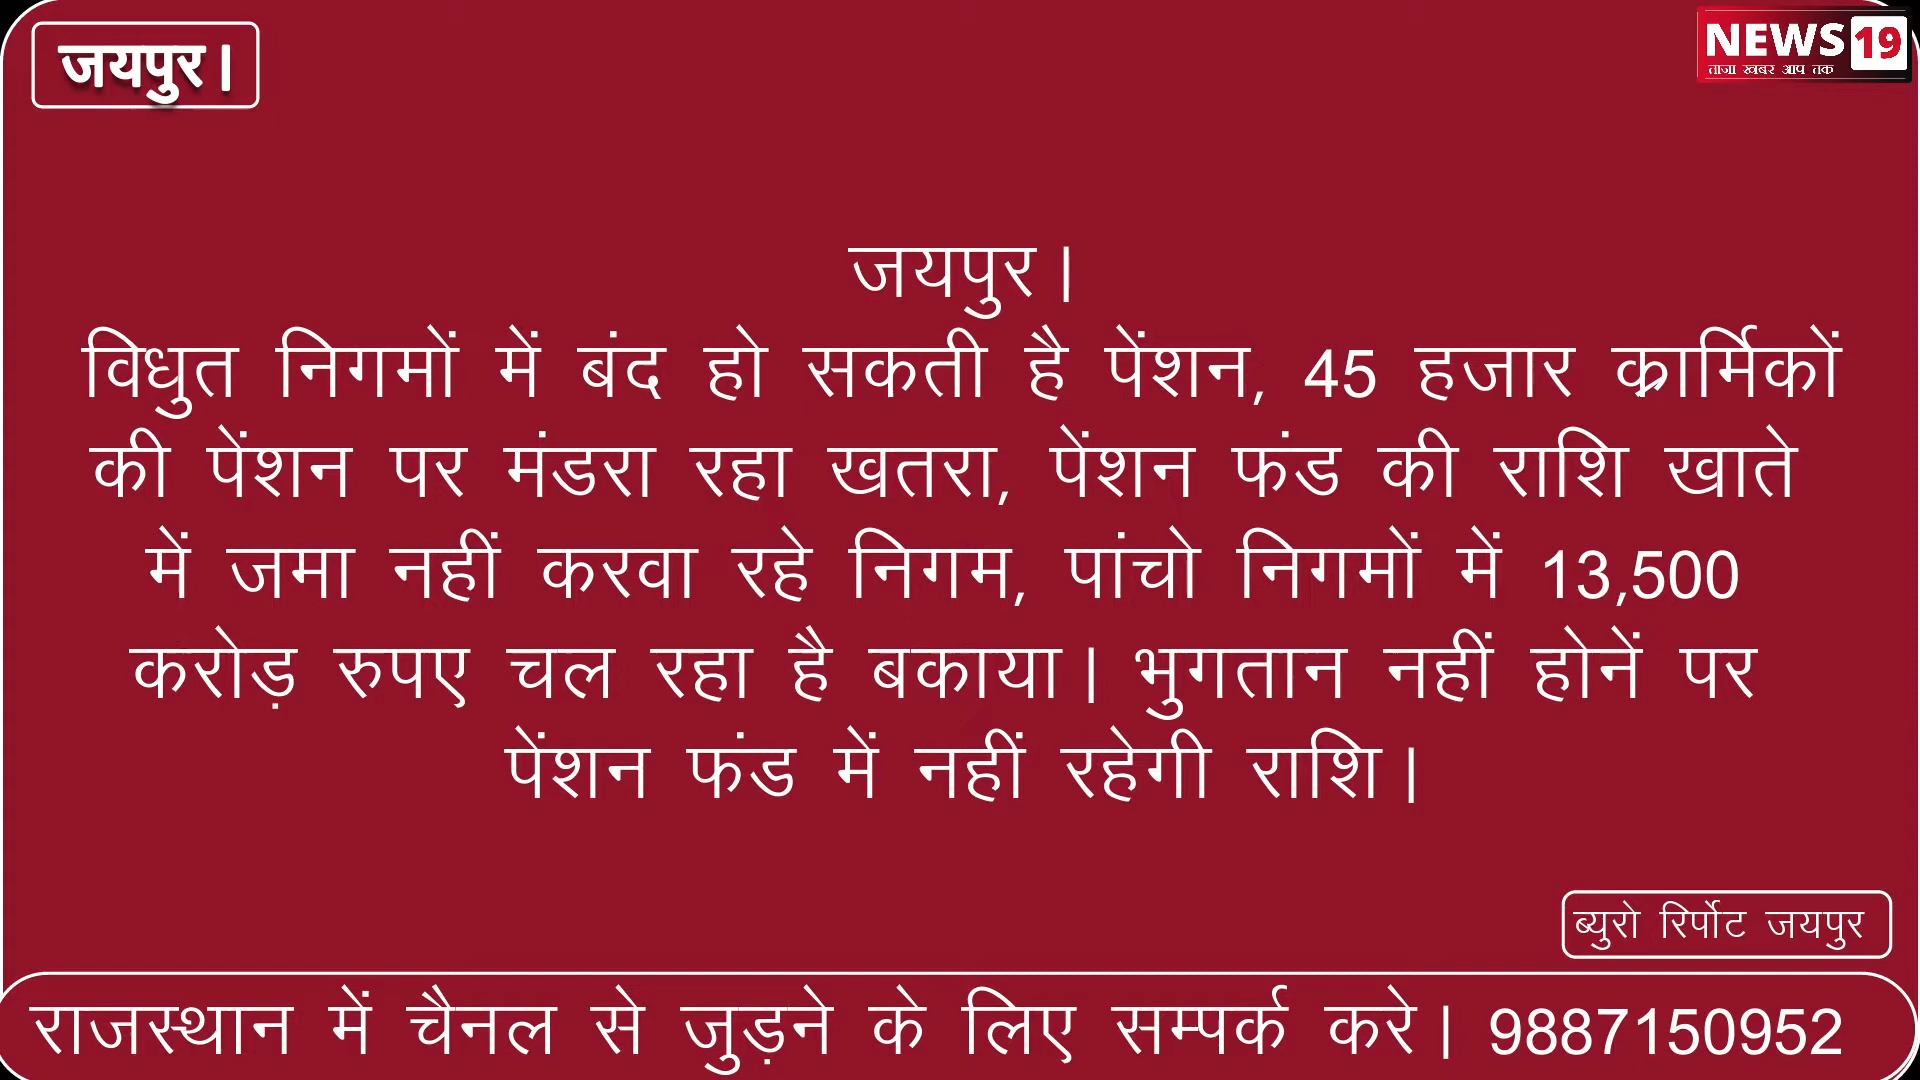 जयपुर।
NEWS 19
ताजा खबर आप तक
जयपुर।
विधुत निगमों में बंद हो सकती है पेंशन, 45 हजार क्रार्मिकों
की पेंशन पर मंडरा रहा खतरा, पेंशन फंड की राशि खाते
में जमा नहीं करवा रहे निगम, पांचो निगमों में 13,500
करोड़ रुपए चल रहा है बकाया। भुगतान नहीं होनें पर
पेंशन फंड में नहीं रहेगी राशि।
ब्युरो रिर्पोट जयपुर
राजस्थान में चैनल से जुड़ने के लिए सम्पर्क करे। 9887150952